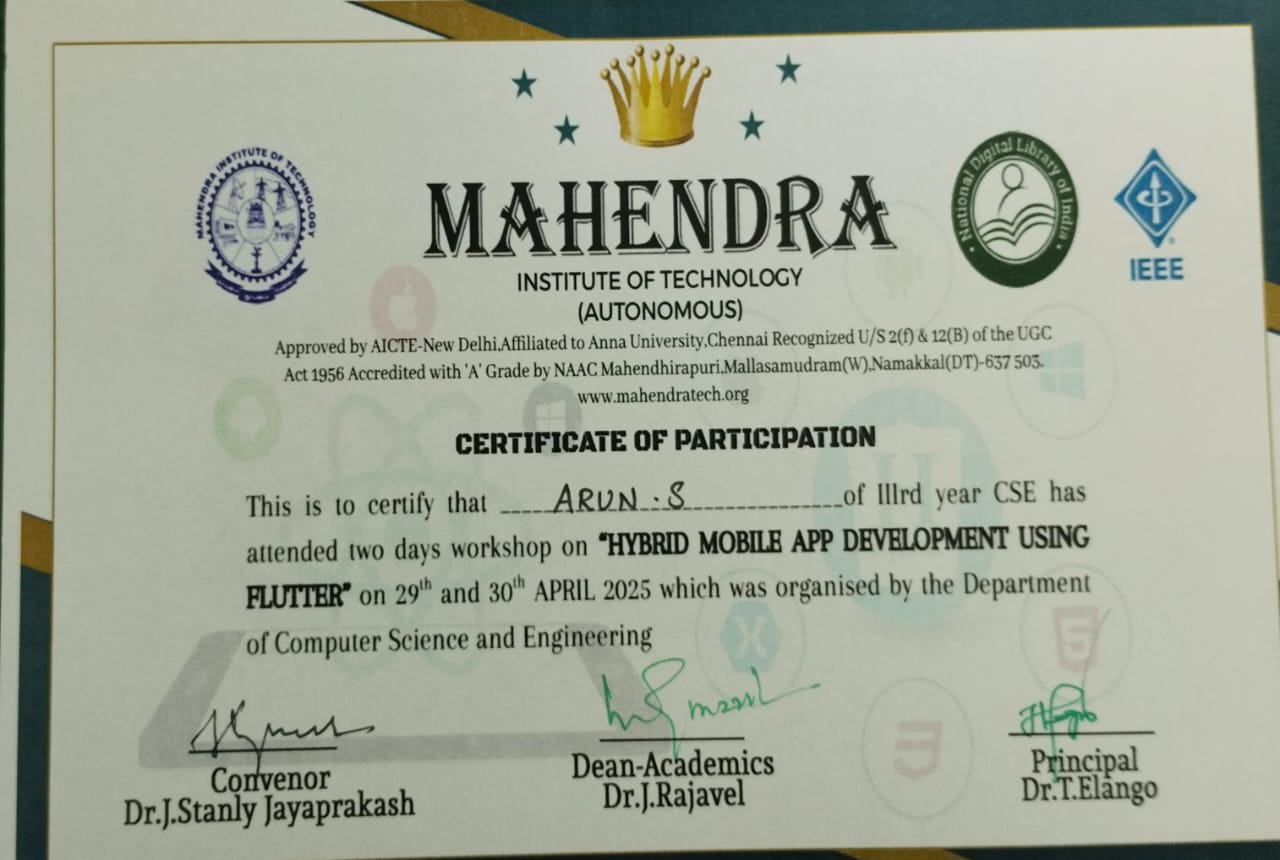 MAHENDRA INSTITUTE OF TECHNOLOGY
National Digital Library of India
IEEE
MAHENDRA
INSTITUTE OF TECHNOLOGY
(AUTONOMOUS)
Approved by AICTE-New Delhi,Affiliated to Anna University,Chennai Recognized U/S 2(f) & 12(B) of the UGC
Act 1956 Accredited with 'A' Grade by NAAC Mahendhirapuri,Mallasamudram(W),Namakkal(DT)-637 503.
www.mahendratech.org
CERTIFICATE OF PARTICIPATION
This is to certify that ARUN.S of IIIrd year CSE has
attended two days workshop on "HYBRID MOBILE APP DEVELOPMENT USING
FLUTTER" on 29th and 30th APRIL 2025 which was organised by the Department
of Computer Science and Engineering
Convenor
Dr.J.Stanly Jayaprakash
Dean-Academics
Dr.J.Rajavel
Principal
Dr.T.Elango